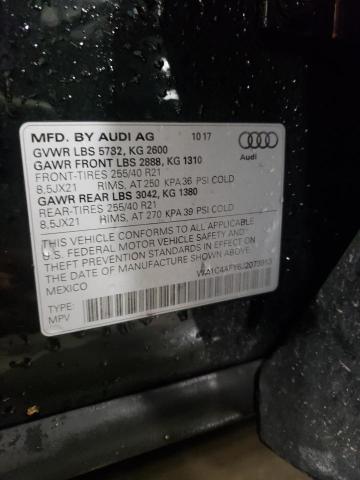 MFD. BY AUDI AG 10 17
GVWR LBS 5732, KG 2600
GAWR FRONT LBS 2888, KG 1310
FRONT-TIRES 255/40 R21
8,5JX21 RIMS, AT 250 KPA 36 PSI COLD
GAWR REAR LBS 3042, KG 1380
REAR-TIRES 255/40 R21
8,5JX21 RIMS, AT 270 KPA 39 PSI COLD
Audi
THIS VEHICLE CONFORMS TO ALL APPLICABLE
U.S. FEDERAL MOTOR VEHICLE SAFETY AND
THEFT PREVENTION STANDARDS IN EFFECT ON
THE DATE OF MANUFACTURE SHOWN ABOVE.
MEXICO
TYPE:
MPV